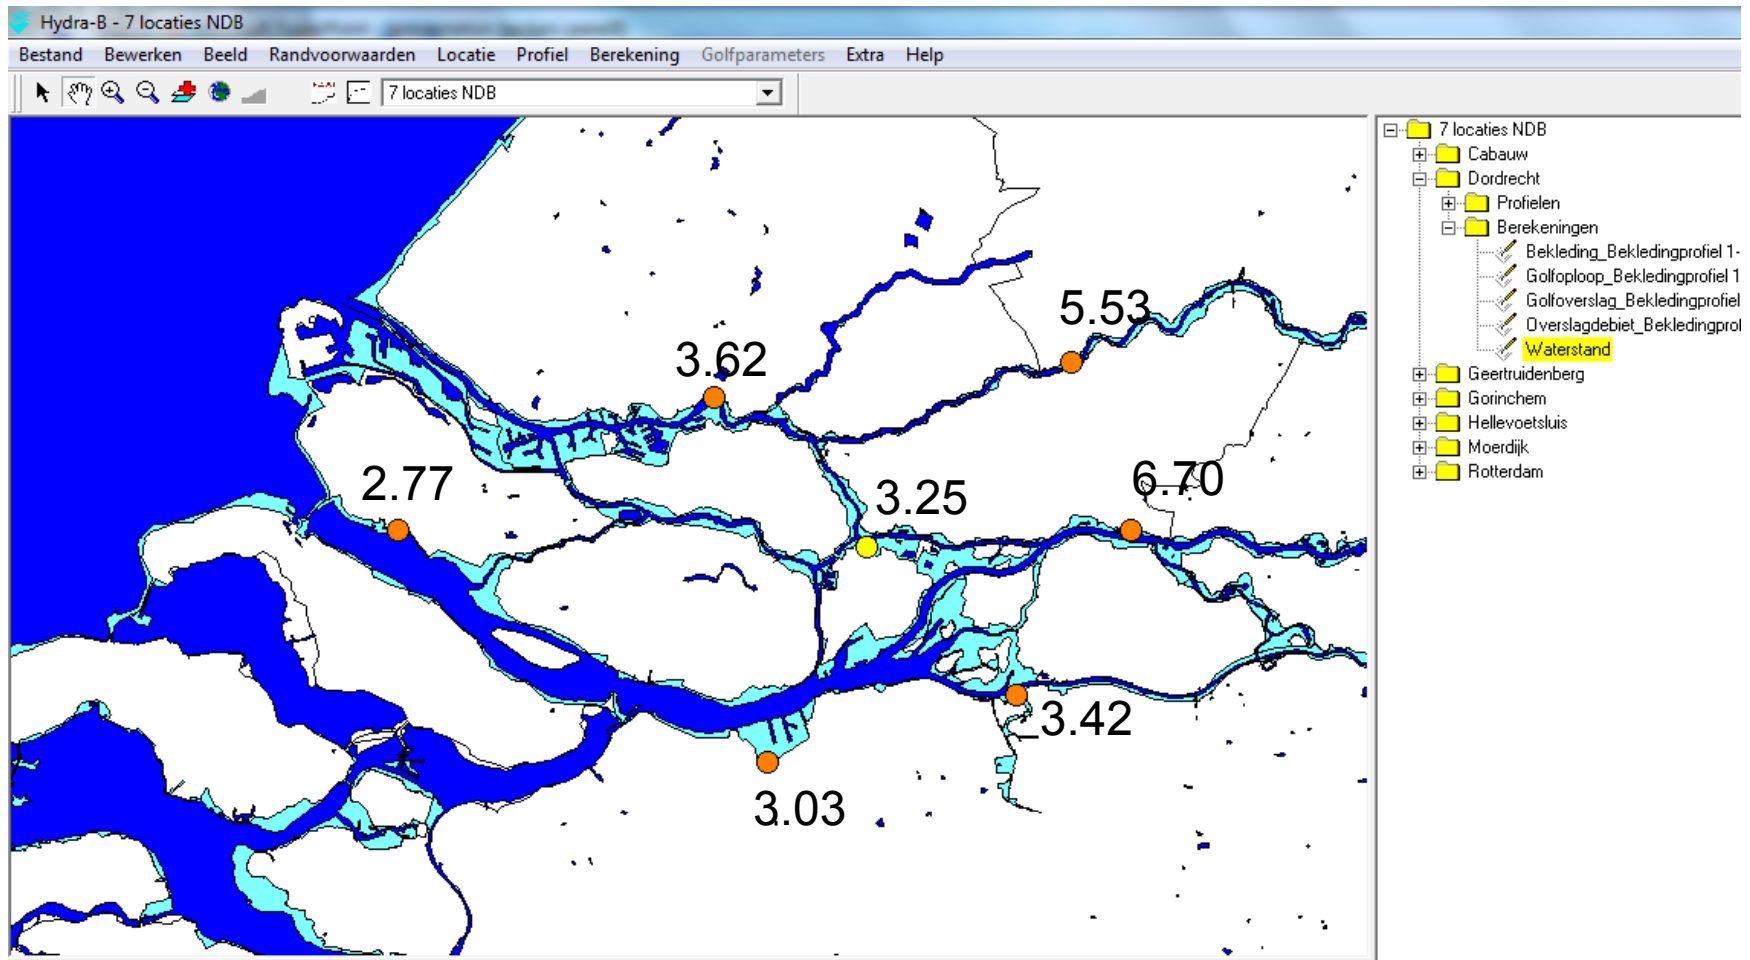 Hydra-B - 7 locaties NDB
Bestand Bewerken Beeld Randvoorwaarden Locatie Profiel Berekening Golfparameters Extra Help
7 locaties NDB
7 locaties NDB
Cabauw
Dordrecht
Profielen
Berekeningen
Bekleding_Bekledingprofiel 1-
Golfoploop_Bekledingprofiel 1
Golfoverslag_Bekledingprofiel
Overslagdebiet_Bekledingprof
Waterstand
Geertruidenberg
Gorinchem
Hellevoetsluis
Moerdijk
Rotterdam
5.53
3.62
2.77
3.25
6.70
3.42
3.03